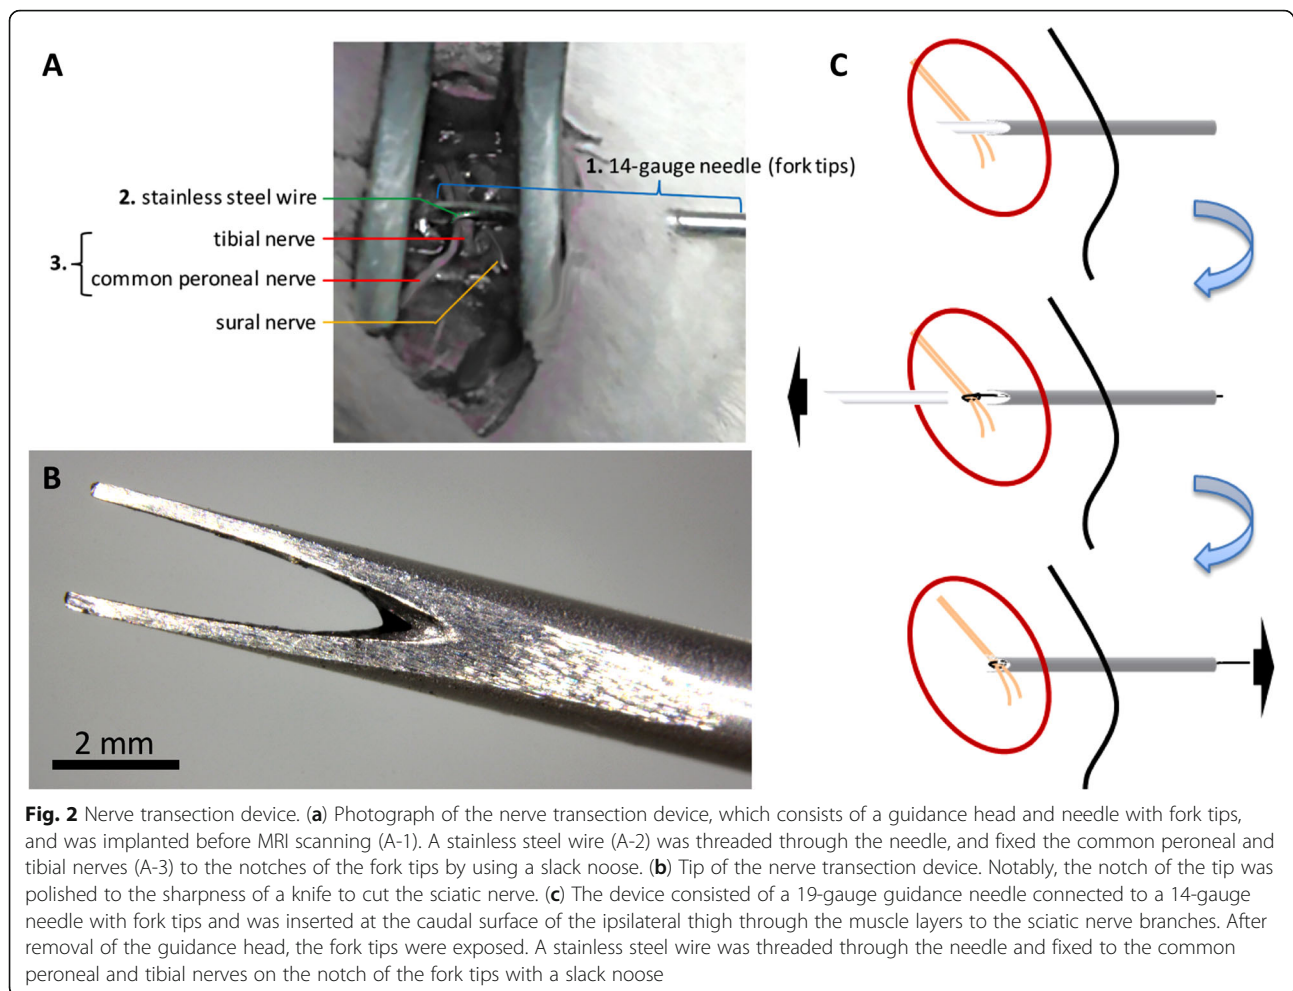 A
C
1. 14-gauge needle (fork tips)
2. stainless steel wire
tibial nerve
3.
common peroneal nerve
sural nerve
B
2 mm
Fig. 2 Nerve transection device. (a) Photograph of the nerve transection device, which consists of a guidance head and needle with fork tips,
and was implanted before MRI scanning (A-1). A stainless steel wire (A-2) was threaded through the needle, and fixed the common peroneal and
tibial nerves (A-3) to the notches of the fork tips by using a slack noose. (b) Tip of the nerve transection device. Notably, the notch of the tip was
polished to the sharpness of a knife to cut the sciatic nerve. (c) The device consisted of a 19-gauge guidance needle connected to a 14-gauge
needle with fork tips and was inserted at the caudal surface of the ipsilateral thigh through the muscle layers to the sciatic nerve branches. After
removal of the guidance head, the fork tips were exposed. A stainless steel wire was threaded through the needle and fixed to the common
peroneal and tibial nerves on the notch of the fork tips with a slack noose